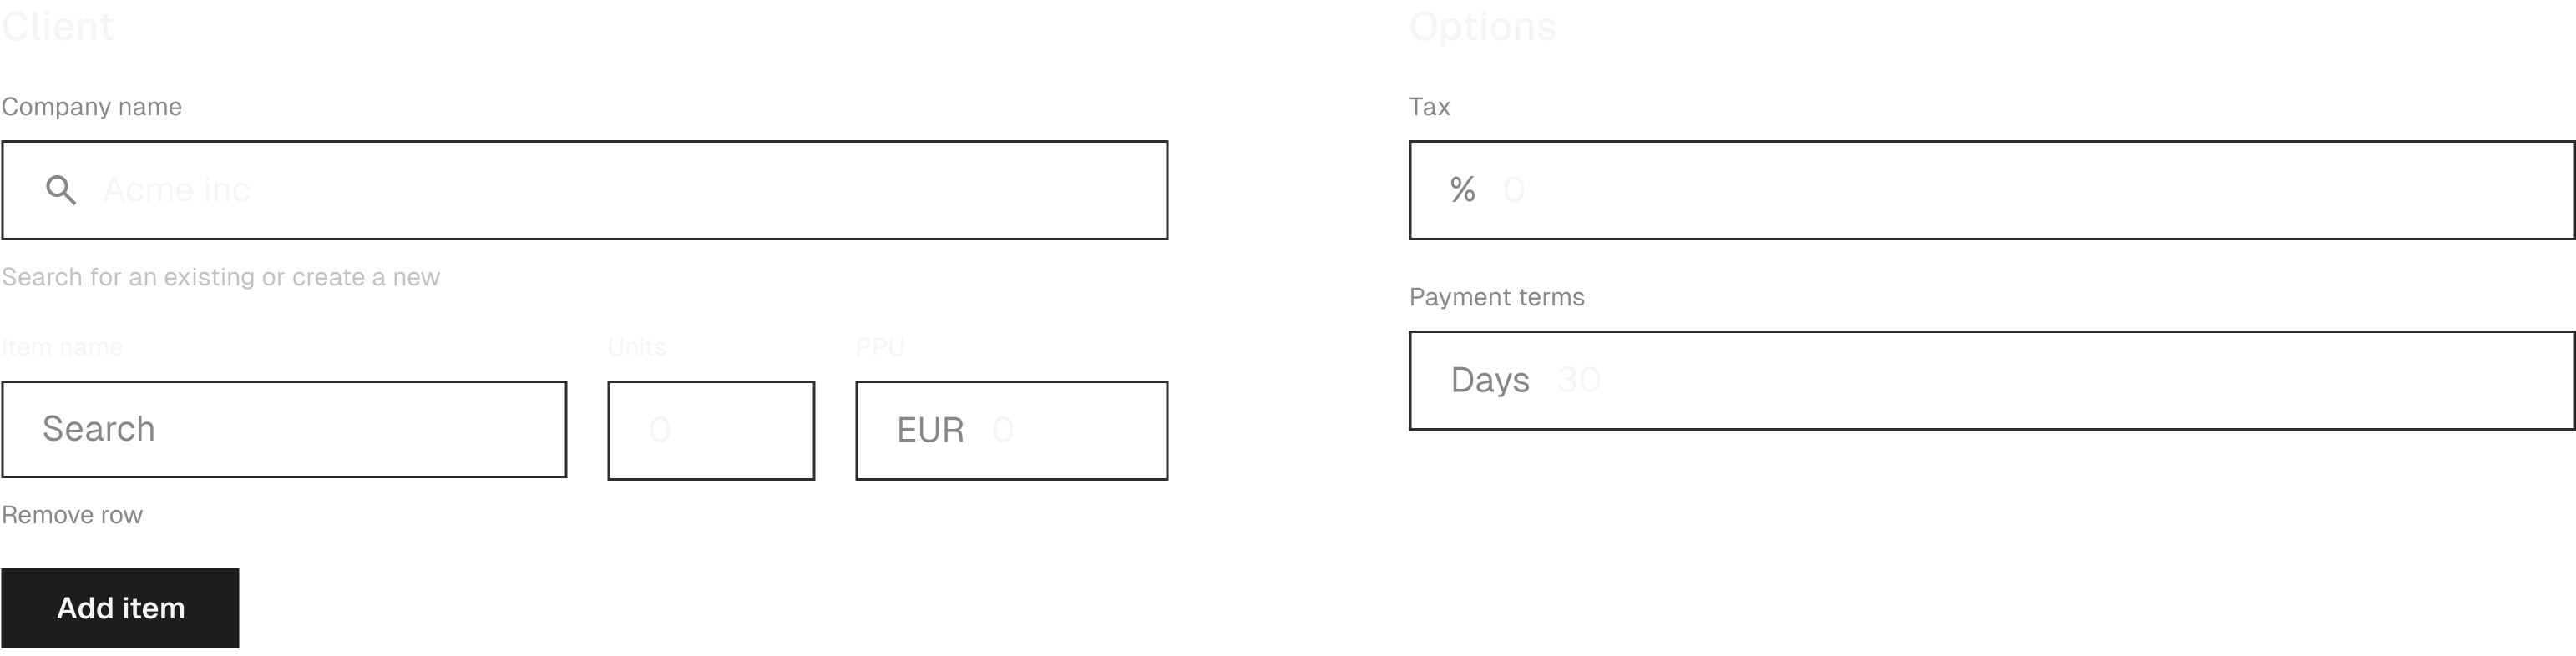 Client
Company name
Acme inc
Search for an existing or create a new
Item name Units PPU
Search 0 EUR 0
Remove row
Add item
Options
Tax
% 0
Payment terms
Days 30